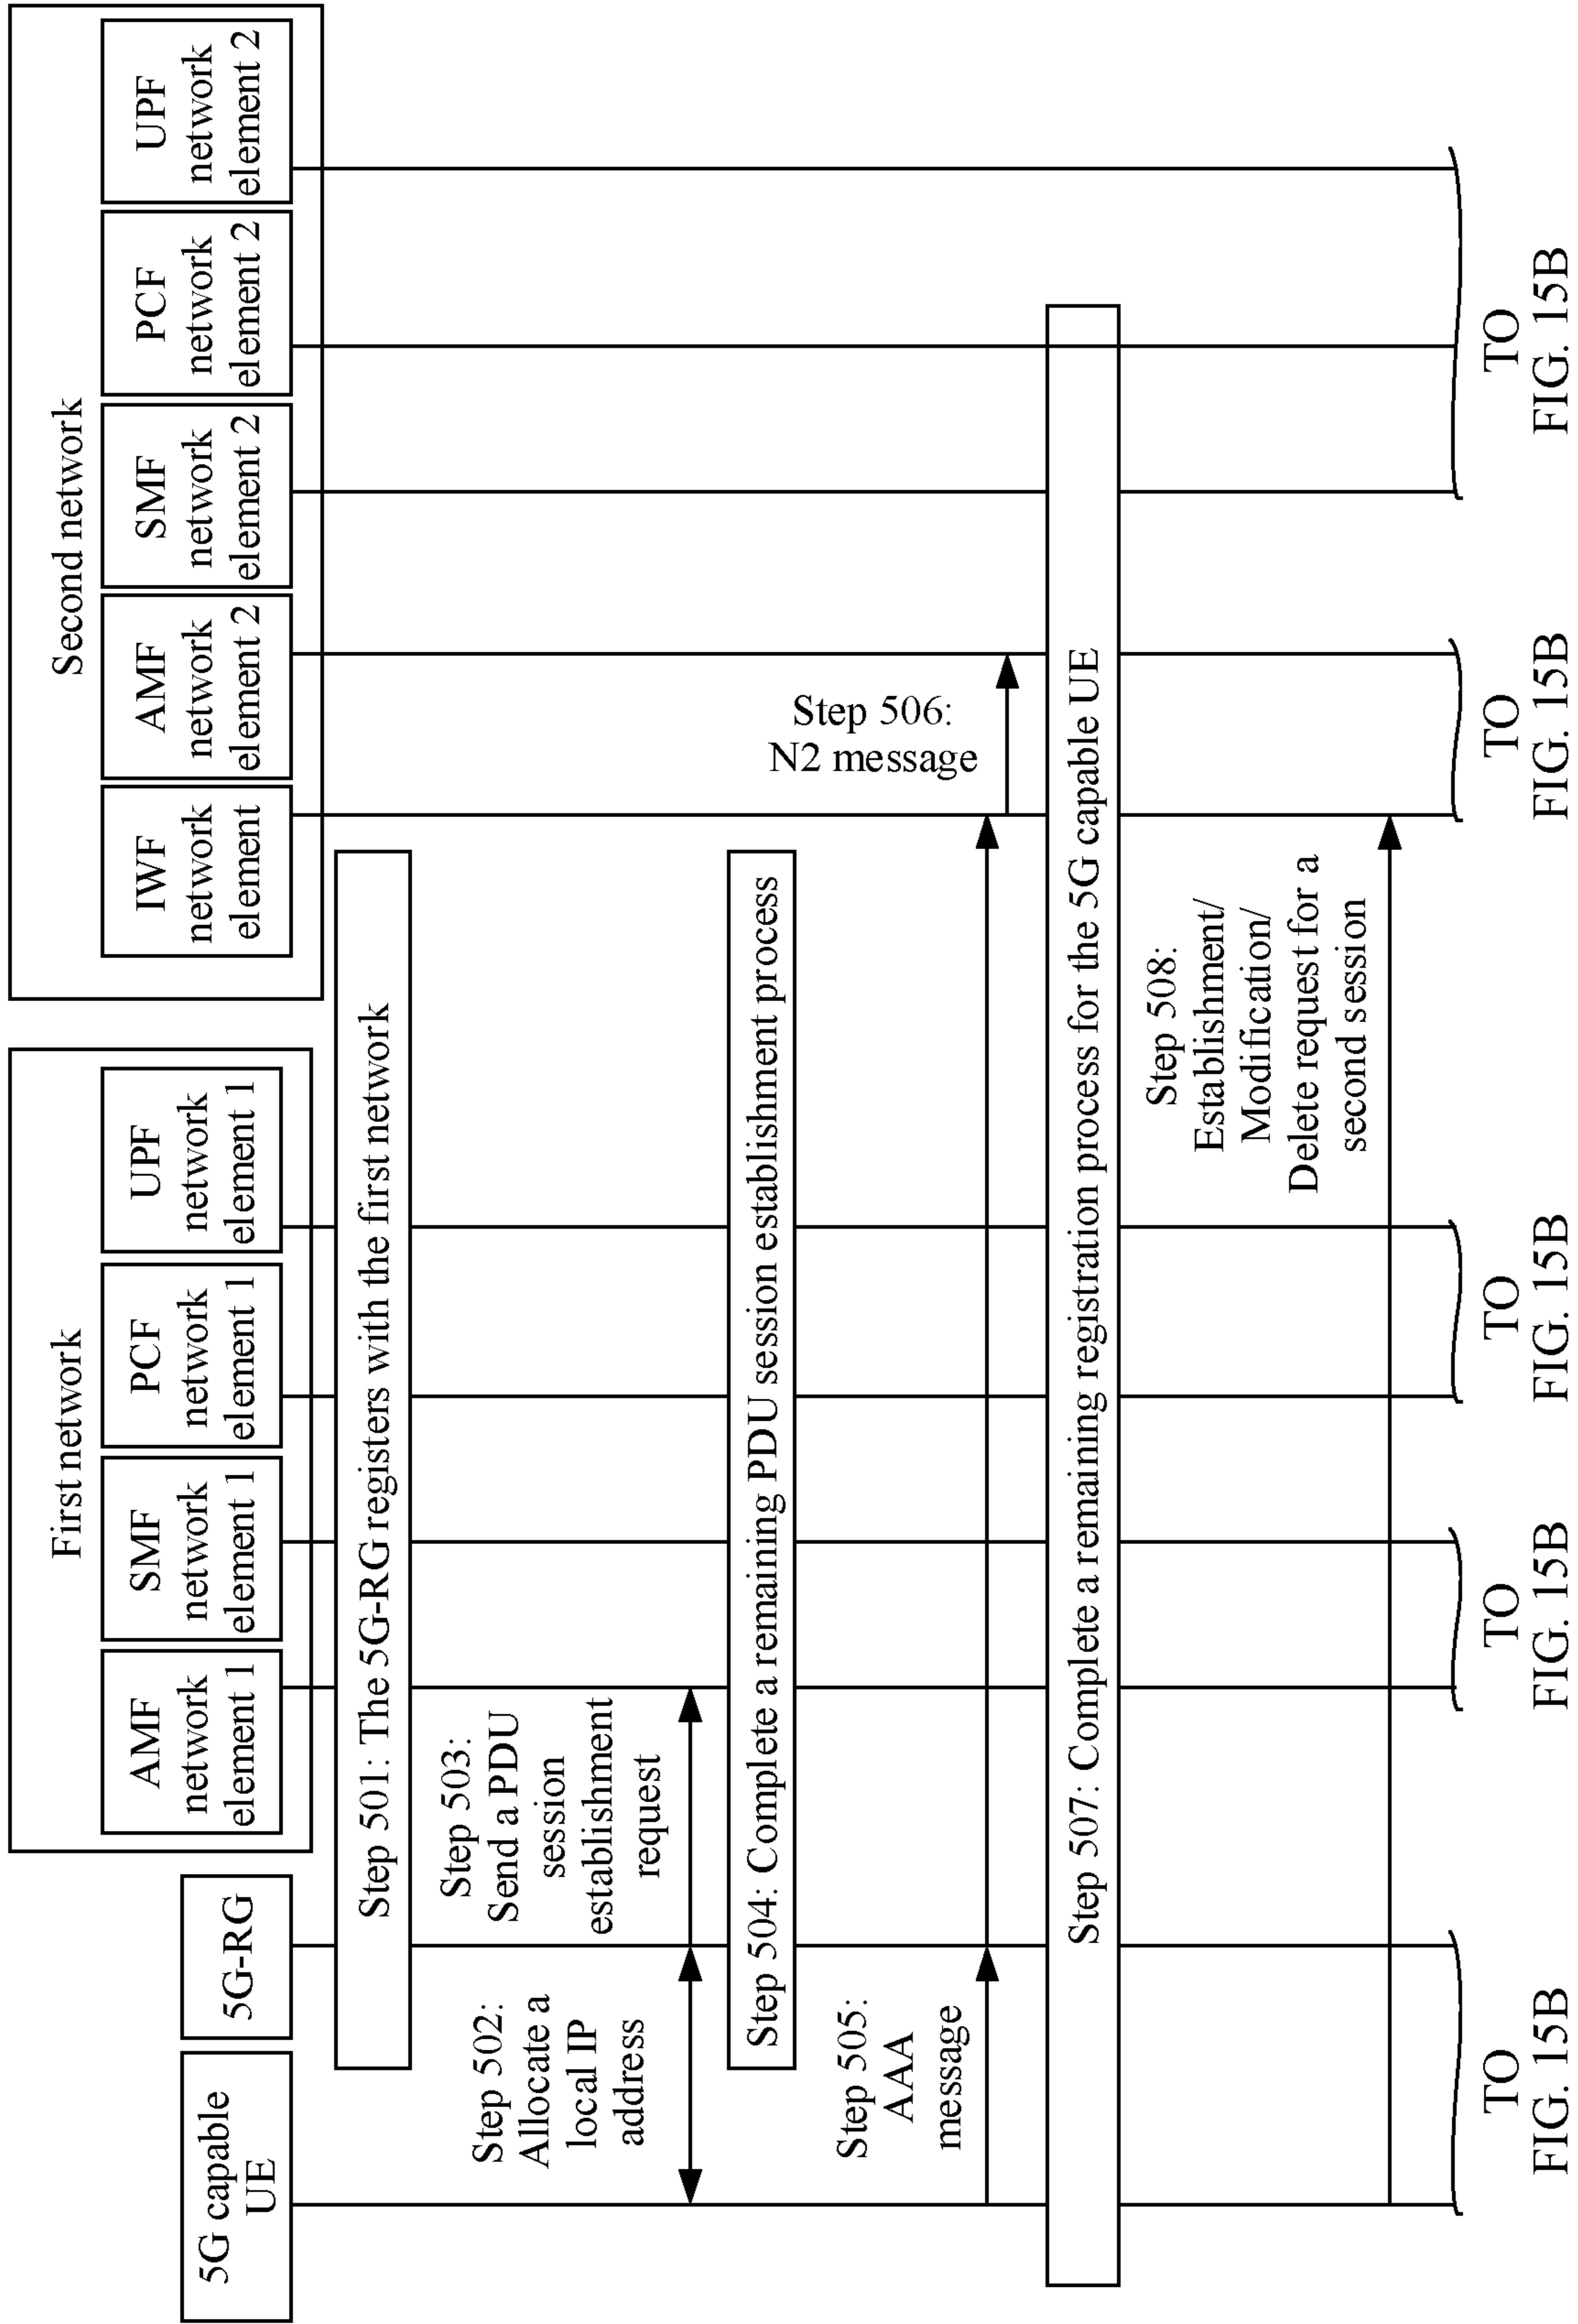 5G capable
UE
5G-RG
First network
AMF
network
element 1
SMF
network
element 1
PCF
network
element 1
UPF
network
element 1
Second network
IWF
network
element
AMF
network
element 2
SMF
network
element 2
PCF
network
element 2
UPF
network
element 2
Step 501: The 5G-RG registers with the first network
Step 502:
Allocate a
local IP
address
Step 503:
Send a PDU
session
establishment
request
Step 504: Complete a remaining PDU session establishment process
Step 505:
AAA
message
Step 506:
N2 message
Step 507: Complete a remaining registration process for the 5G capable UE
Step 508:
Establishment/
Modification/
Delete request for a
second session
TO
FIG. 15B
TO
FIG. 15B
TO
FIG. 15B
TO
FIG. 15B
TO
FIG. 15B